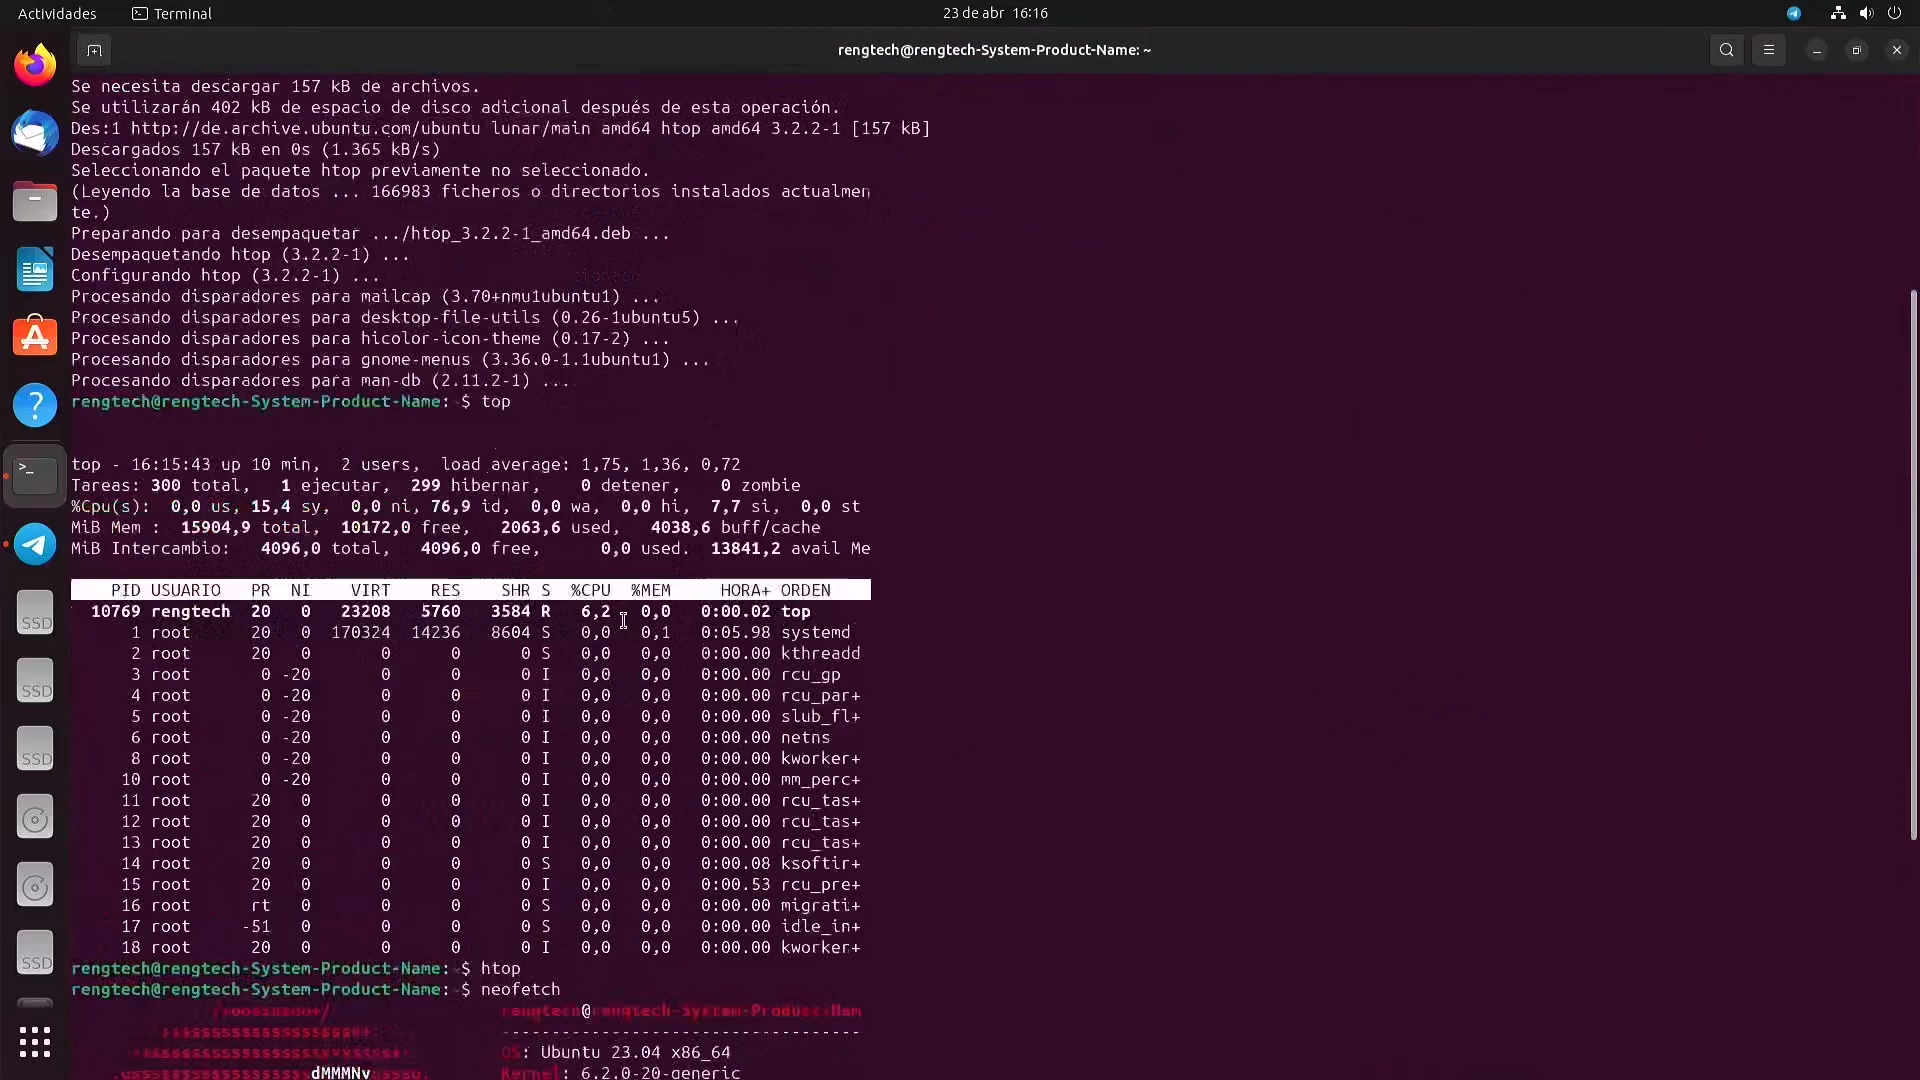 Actividades Terminal 23 de abr 16:16
rengtech@rengtech-System-Product-Name: ~
Se necesita descargar 157 kB de archivos.
Se utilizarán 402 kB de espacio de disco adicional después de esta operación.
Des:1 http://de.archive.ubuntu.com/ubuntu lunar/main amd64 htop amd64 3.2.2-1 [157 kB]
Descargados 157 kB en 0s (1.365 kB/s)
Seleccionando el paquete htop previamente no seleccionado.
(Leyendo la base de datos ... 166983 ficheros o directorios instalados actualmen
te.)
Preparando para desempaquetar .../htop_3.2.2-1_amd64.deb ...
Desempaquetando htop (3.2.2-1) ...
Configurando htop (3.2.2-1) ...
Procesando disparadores para mailcap (3.70+nmu1ubuntu1) ...
Procesando disparadores para desktop-file-utils (0.26-1ubuntu5) ...
Procesando disparadores para hicolor-icon-theme (0.17-2) ...
Procesando disparadores para gnome-menus (3.36.0-1.1ubuntu1) ...
Procesando disparadores para man-db (2.11.2-1) ...
rengtech@rengtech-System-Product-Name: $ top
top - 16:15:43 up 10 min, 2 users, load average: 1,75, 1,36, 0,72
Tareas: 300 total, 1 ejecutar, 299 hibernar, 0 detener, 0 zombie
%Cpu(s): 0,0 us, 15,4 sy, 0,0 ni, 76,9 id, 0,0 wa, 0,0 hi, 7,7 si, 0,0 st
MiB Mem : 15904,9 total, 10172,0 free, 2063,6 used, 4038,6 buff/cache
MiB Intercambio: 4096,0 total, 4096,0 free, 0,0 used. 13841,2 avail Me
PID USUARIO PR NI VIRT RES SHR S %CPU %MEM HORA+ ORDEN
10769 rengtech 20 0 23208 5760 3584 R 6,2 0,0 0:00.02 top
1 root 20 0 170324 14236 8604 S 0,0 0,1 0:05.98 systemd
2 root 20 0 0 0 0 S 0,0 0,0 0:00.00 kthreadd
3 root 0 -20 0 0 0 I 0,0 0,0 0:00.00 rcu_gp
4 root 0 -20 0 0 0 I 0,0 0,0 0:00.00 rcu_par+
5 root 0 -20 0 0 0 I 0,0 0,0 0:00.00 slub_fl+
6 root 0 -20 0 0 0 I 0,0 0,0 0:00.00 netns
8 root 0 -20 0 0 0 I 0,0 0,0 0:00.00 kworker+
10 root 0 -20 0 0 0 I 0,0 0,0 0:00.00 mm_perc+
11 root 20 0 0 0 0 I 0,0 0,0 0:00.00 rcu_tas+
12 root 20 0 0 0 0 I 0,0 0,0 0:00.00 rcu_tas+
13 root 20 0 0 0 0 I 0,0 0,0 0:00.00 rcu_tas+
14 root 20 0 0 0 0 S 0,0 0,0 0:00.08 ksoftir+
15 root 20 0 0 0 0 I 0,0 0,0 0:00.53 rcu_pre+
16 root rt 0 0 0 0 S 0,0 0,0 0:00.00 migrati+
17 root -51 0 0 0 0 S 0,0 0,0 0:00.00 idle_in+
18 root 20 0 0 0 0 I 0,0 0,0 0:00.00 kworker+
rengtech@rengtech-System-Product-Name: $ htop
rengtech@rengtech-System-Product-Name: $ neofetch
rengtech@rengtech-System-Product-Nam
-----------------------------------
OS: Ubuntu 23.04 x86_64
dMMMNy Kernel: 6.2.0-20-generic
SSD
SSD
SSD
SSD